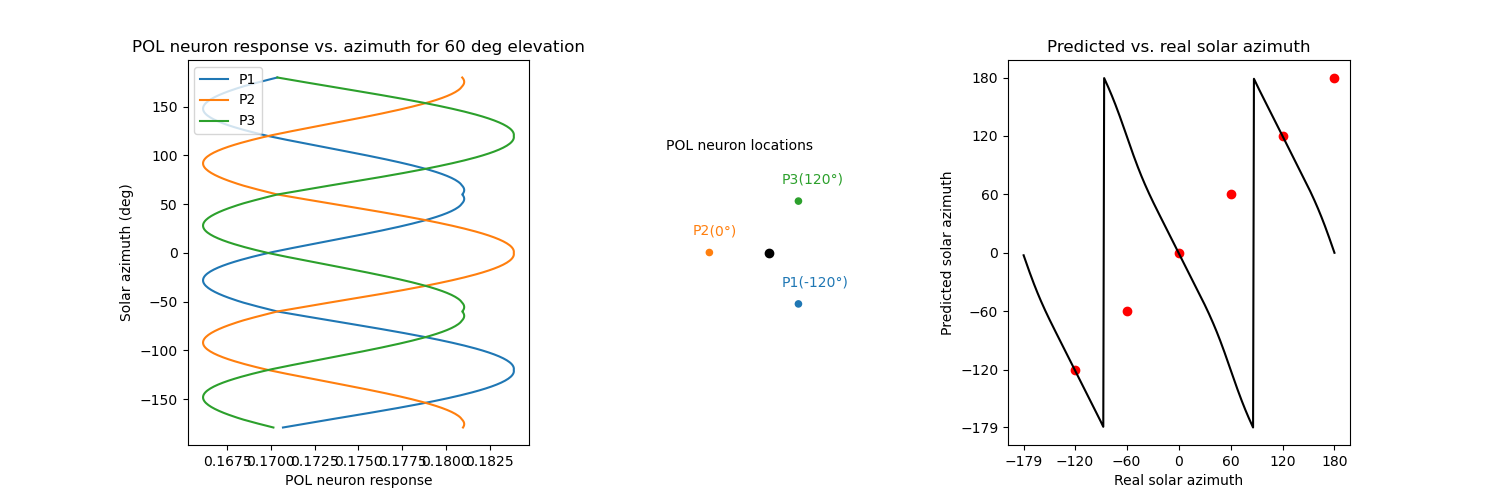 POL neuron response vs. azimuth for 60 deg elevation
P1
P2
P3
Solar azimuth (deg)
150
100
50
0
−50
−100
−150
0.1675 0.1700 0.1725 0.1750 0.1775 0.1800 0.1825
POL neuron response
POL neuron locations
P3(120°)
P2(0°)
P1(-120°)
Predicted vs. real solar azimuth
Predicted solar azimuth
180
120
60
0
−60
−120
−179
−179 −120 −60 0 60 120 180
Real solar azimuth